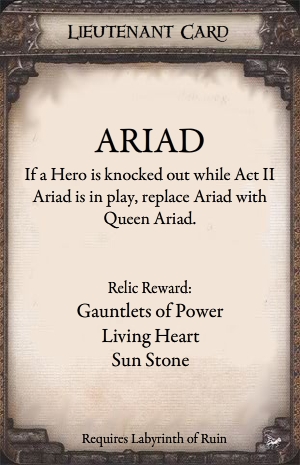 LIEUTENANT CARD
ARIAD
If a Hero is knocked out while Act II
Ariad is in play, replace Ariad with
Queen Ariad.
Relic Reward:
Gauntlets of Power
Living Heart
Sun Stone
Requires Labyrinth of Ruin